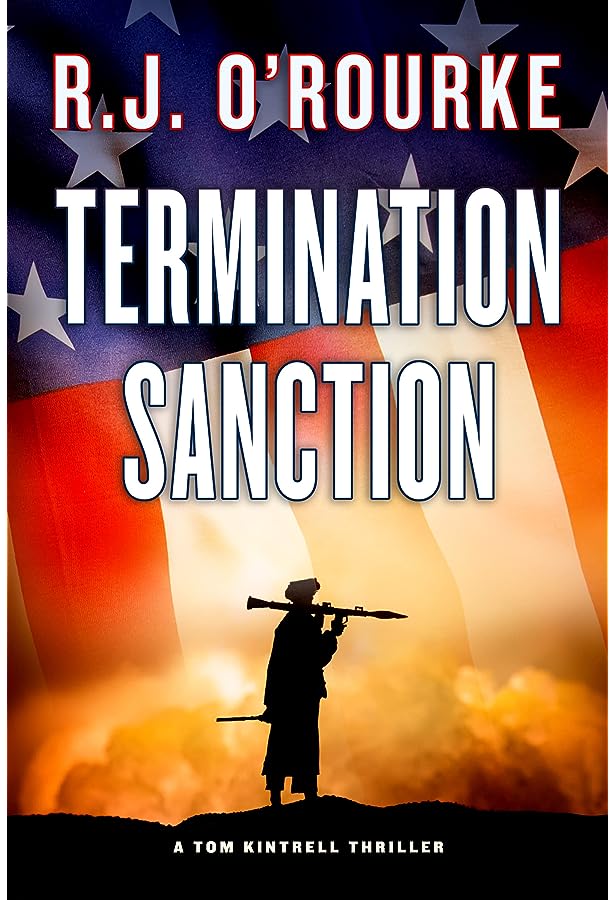 R.J. O'ROURKE
TERMINATION
SANCTION
A TOM KINTRELL THRILLER